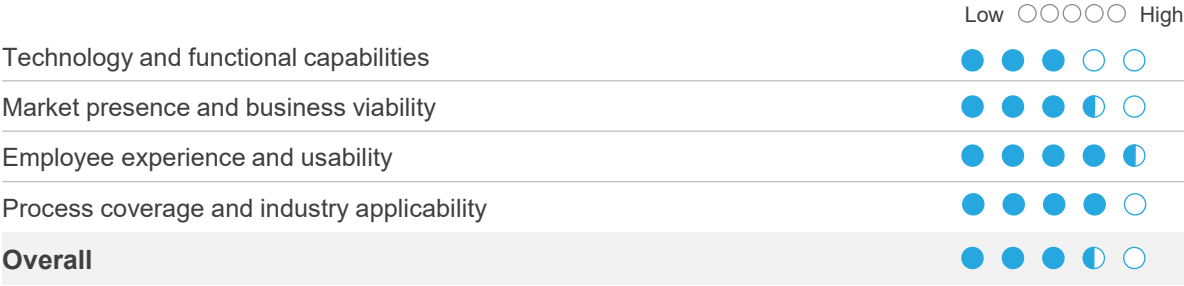 Low High
Technology and functional capabilities
Market presence and business viability
Employee experience and usability
Process coverage and industry applicability
Overall